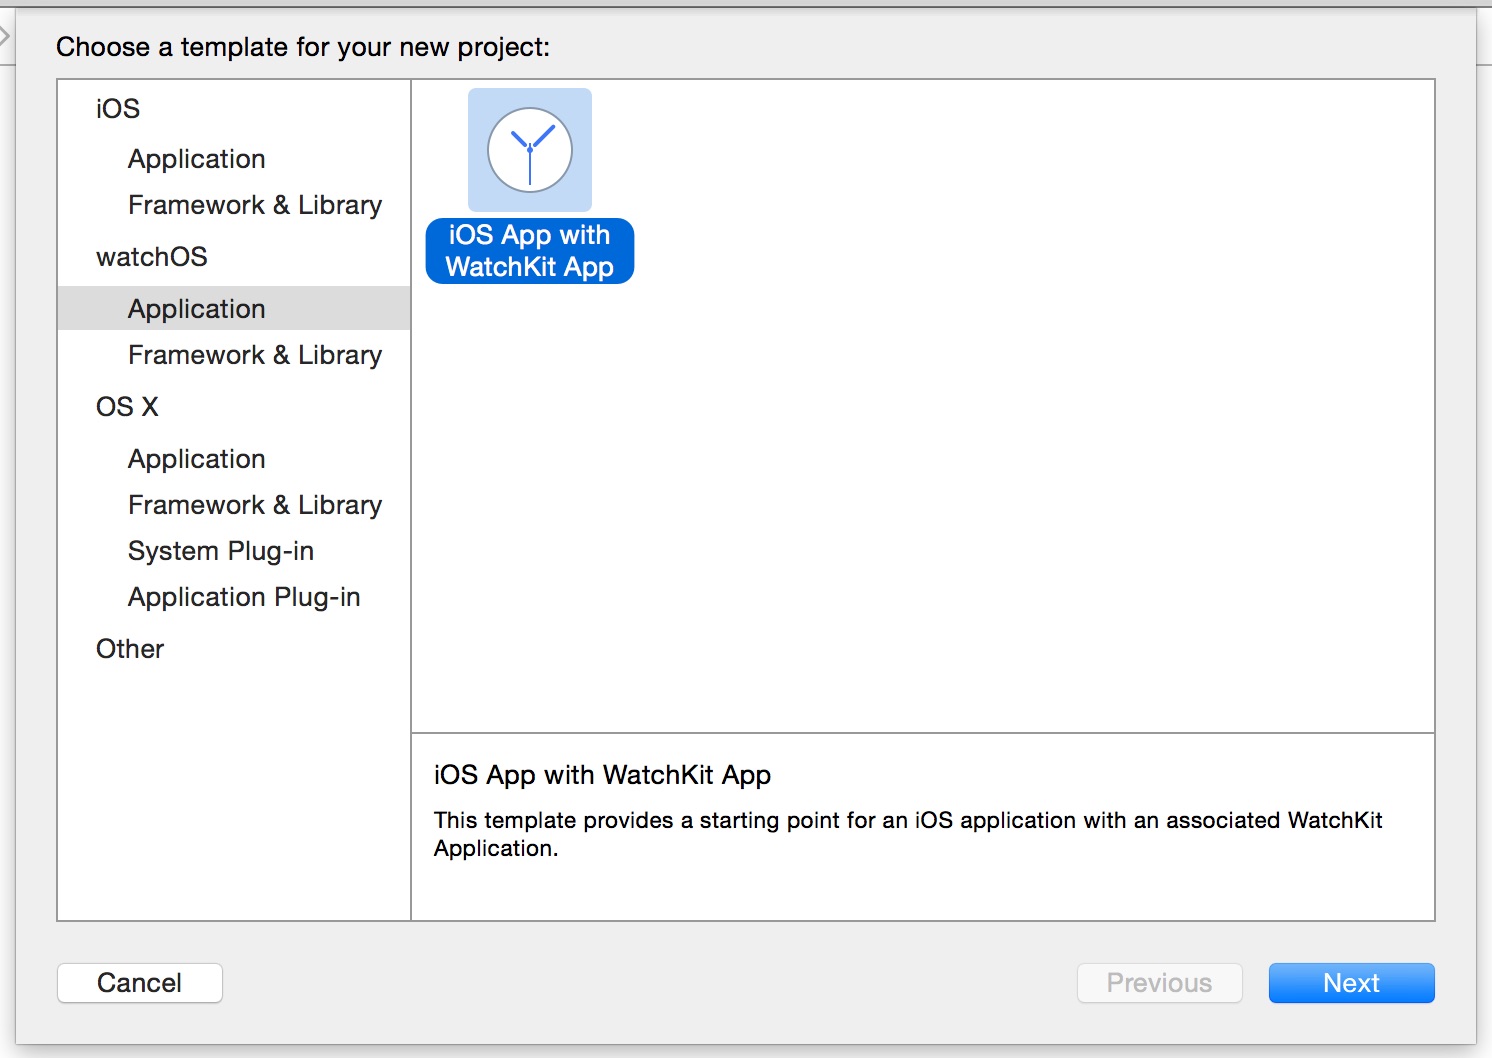 Choose a template for your new project:
iOS
Application
Framework & Library
watchOS
Application
Framework & Library
OS X
Application
Framework & Library
System Plug-in
Application Plug-in
Other
iOS App with
WatchKit App
iOS App with WatchKit App
This template provides a starting point for an iOS application with an associated WatchKit
Application.
Cancel
Previous
Next